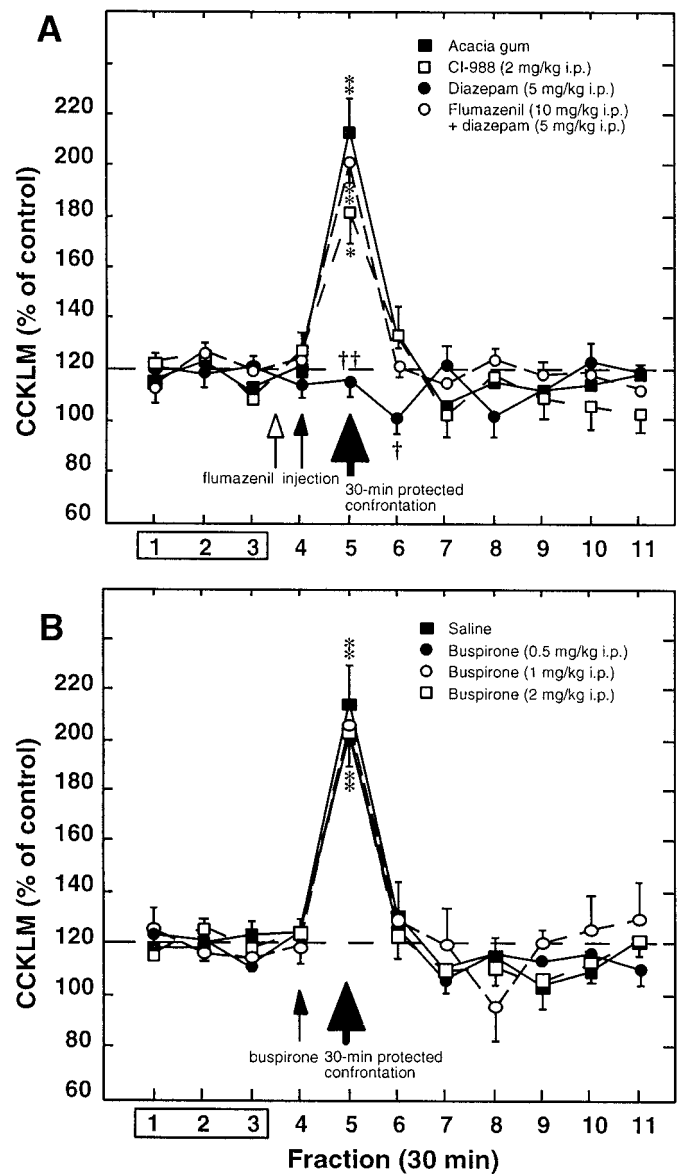 A
Acacia gum
CI-988 (2 mg/kg i.p.)
Diazepam (5 mg/kg i.p.)
Flumazenil (10 mg/kg i.p.)
+ diazepam (5 mg/kg i.p.)
CCKLM (% of control)
220
200
180
160
140
120
100
80
60
**
**
*
††
†
flumazenil injection
30-min protected
confrontation
1 2 3 4 5 6 7 8 9 10 11
B
Saline
Buspirone (0.5 mg/kg i.p.)
Buspirone (1 mg/kg i.p.)
Buspirone (2 mg/kg i.p.)
CCKLM (% of control)
220
200
180
160
140
120
100
80
60
**
**
buspirone 30-min protected
confrontation
1 2 3 4 5 6 7 8 9 10 11
Fraction (30 min)